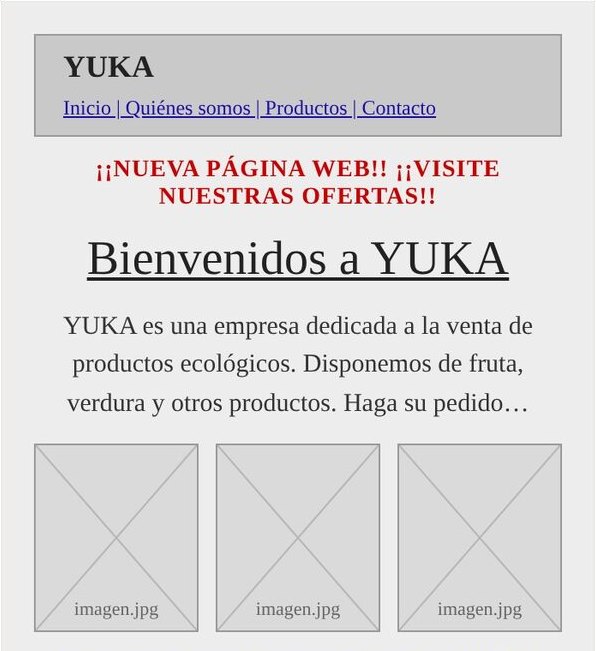 YUKA
Inicio | Quiénes somos | Productos | Contacto
¡¡NUEVA PÁGINA WEB!! ¡¡VISITE
NUESTRAS OFERTAS!!
Bienvenidos a YUKA
YUKA es una empresa dedicada a la venta de
productos ecológicos. Disponemos de fruta,
verdura y otros productos. Haga su pedido…
imagen.jpg imagen.jpg imagen.jpg